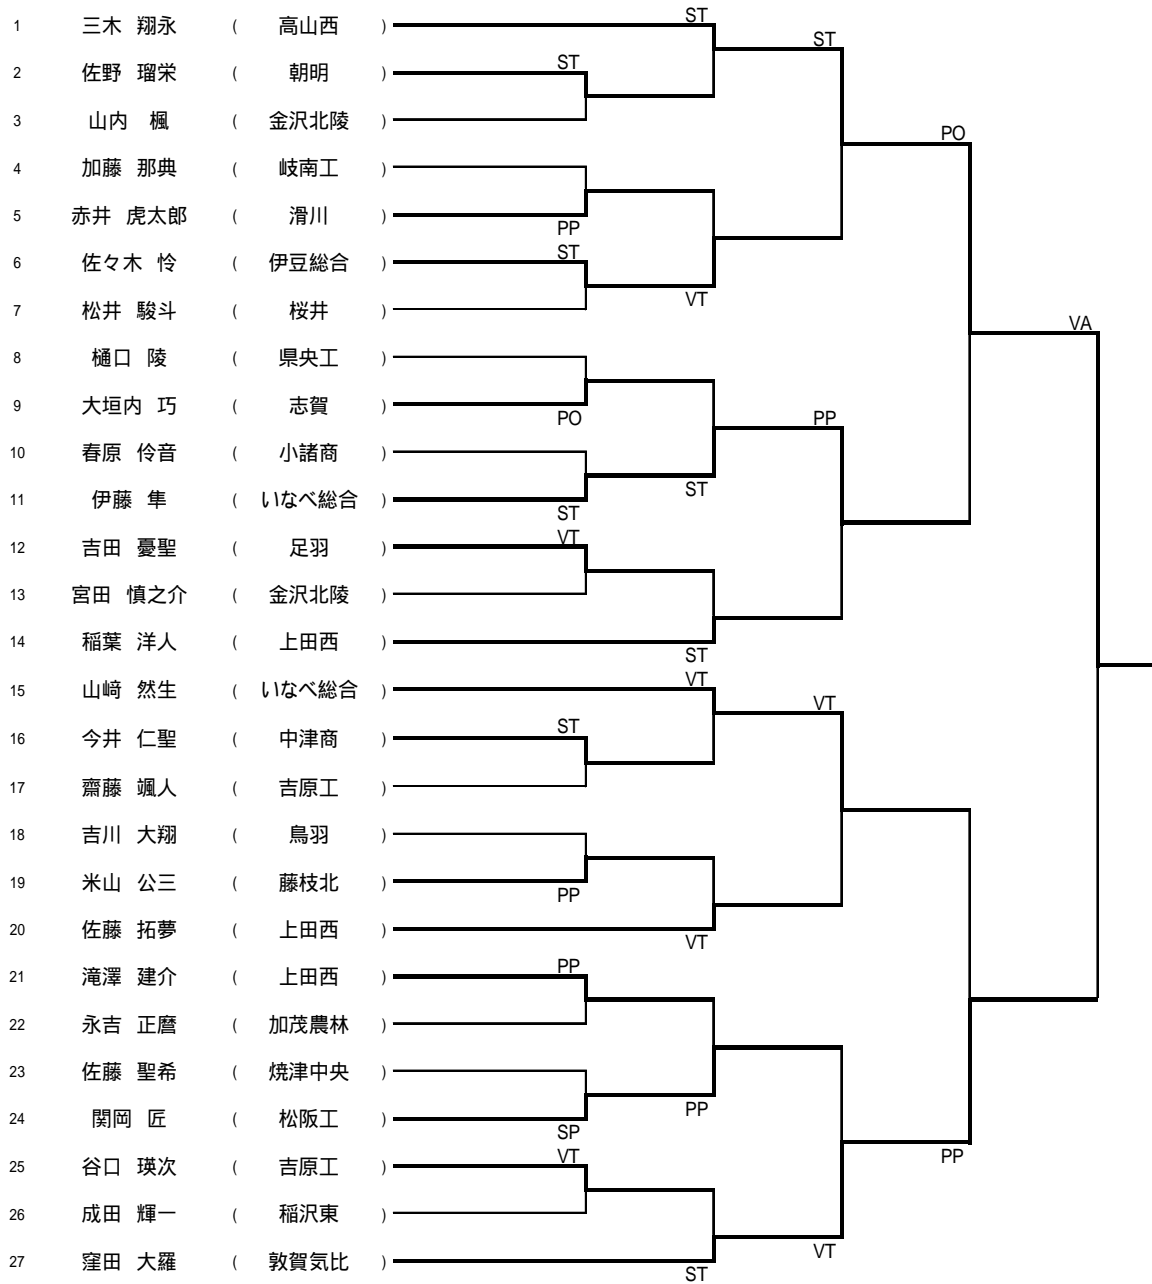 ST
1 三木 翔永 ( 高山西 )
ST
2 佐野 瑠栄 ( 朝明 ) ST
3 山内 楓 ( 金沢北陵 )
PO
4 加藤 那典 ( 岐南工 )
5 赤井 虎太郎 ( 滑川 )
PP
6 佐々木 怜 ( 伊豆総合 ) ST
VT
7 松井 駿斗 ( 桜井 )
VA
8 樋口 陵 ( 県央工 )
9 大垣内 巧 ( 志賀 )
PO PP
10 春原 伶音 ( 小諸商 )
ST
11 伊藤 隼 ( いなべ総合 )
ST
12 吉田 憂聖 ( 足羽 ) VT
13 宮田 慎之介 ( 金沢北陵 )
14 稲葉 洋人 ( 上田西 )
ST
15 山﨑 然生 ( いなべ総合 ) VT
VT
16 今井 仁聖 ( 中津商 ) ST
17 齋藤 颯人 ( 吉原工 )
18 吉川 大翔 ( 鳥羽 )
19 米山 公三 ( 藤枝北 )
PP
20 佐藤 拓夢 ( 上田西 )
VT
21 滝澤 建介 ( 上田西 ) PP
22 永吉 正麿 ( 加茂農林 )
23 佐藤 聖希 ( 焼津中央 )
PP
24 関岡 匠 ( 松阪工 )
SP
25 谷口 瑛次 ( 吉原工 ) VT
PP
26 成田 輝一 ( 稲沢東 )
VT
27 窪田 大羅 ( 敦賀気比 )
ST